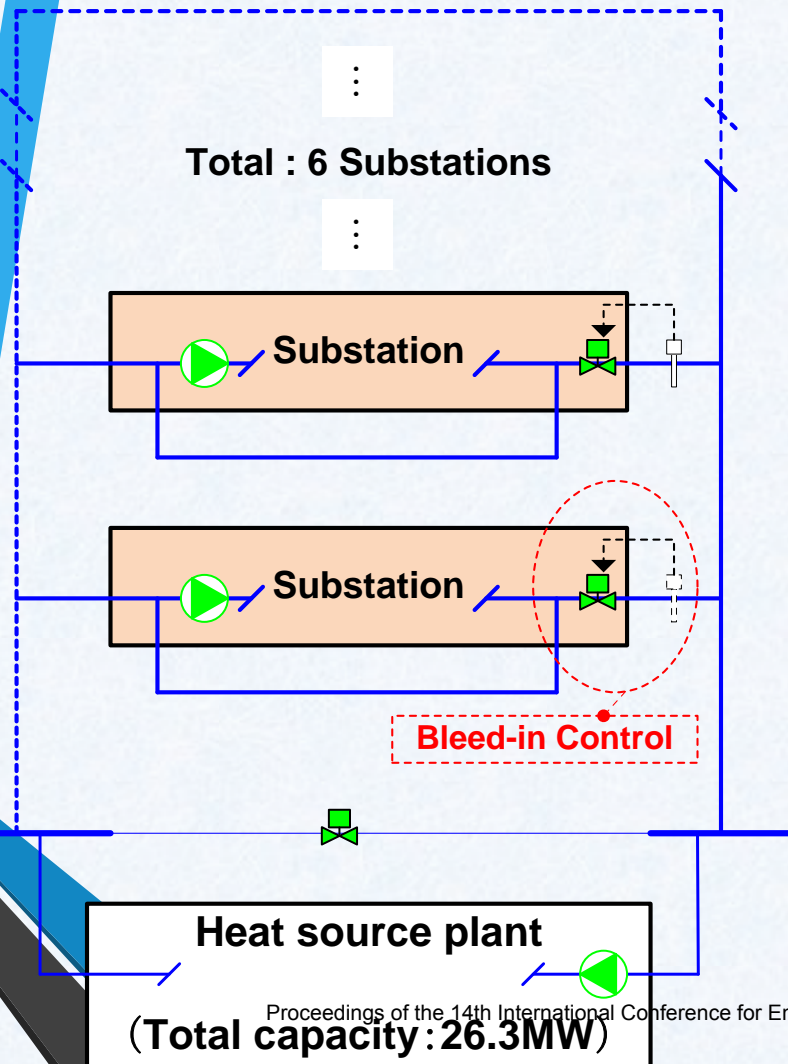 ⋮
Total : 6 Substations
⋮
Substation
Substation
Bleed-in Control
Heat source plant
Proceedings of the 14th International Conference for En
（Total capacity：26.3MW）